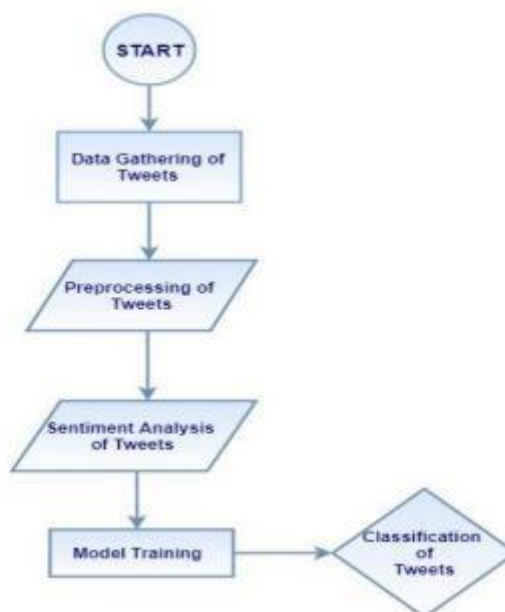 START
Data Gathering of
Tweets
Preprocessing of
Tweets
Sentiment Analysis
of Tweets
Model Training
Classification
of
Tweets